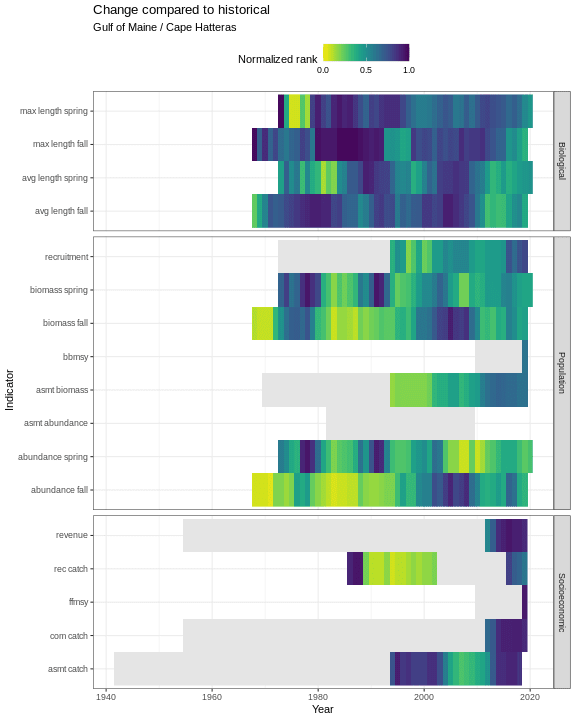 Change compared to historical
Gulf of Maine / Cape Hatteras
Normalized rank
0.0 0.5 1.0
max length spring
max length fall
avg length spring
avg length fall
Biological
recruitment
biomass spring
biomass fall
bbmsy
asmt biomass
asmt abundance
abundance spring
abundance fall
Population
revenue
rec catch
ffmsy
com catch
asmt catch
Socioeconomic
Indicator
1940 1960 1980 2000 2020
Year